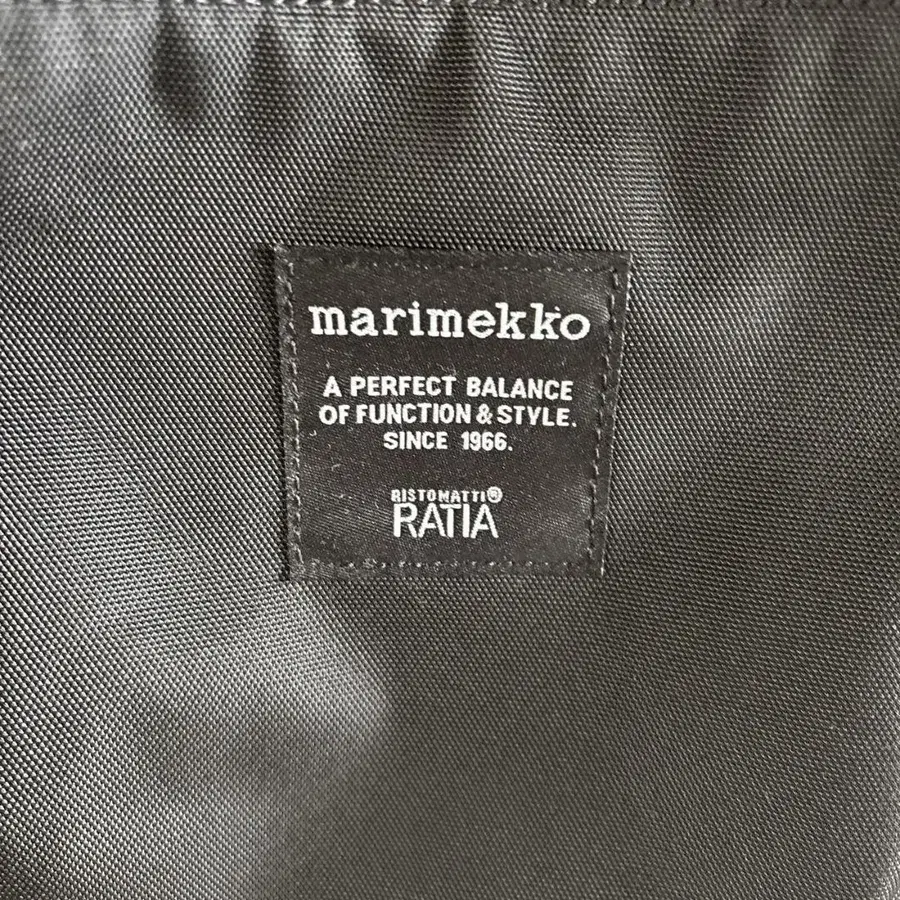 marimekko
A PERFECT BALANCE
OF FUNCTION & STYLE.
SINCE 1966.
RISTOMATTI®
RATIA